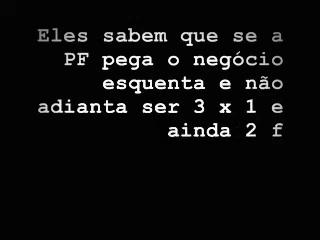 Eles sabem que se a
PF pega o negócio
esquenta e não
adianta ser 3 x 1 e
ainda 2 f